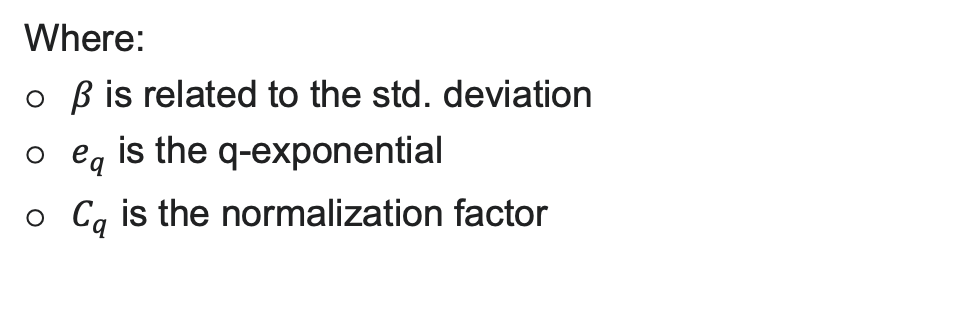 Where:
○ β is related to the std. deviation
○ e_q is the q-exponential
○ C_q is the normalization factor